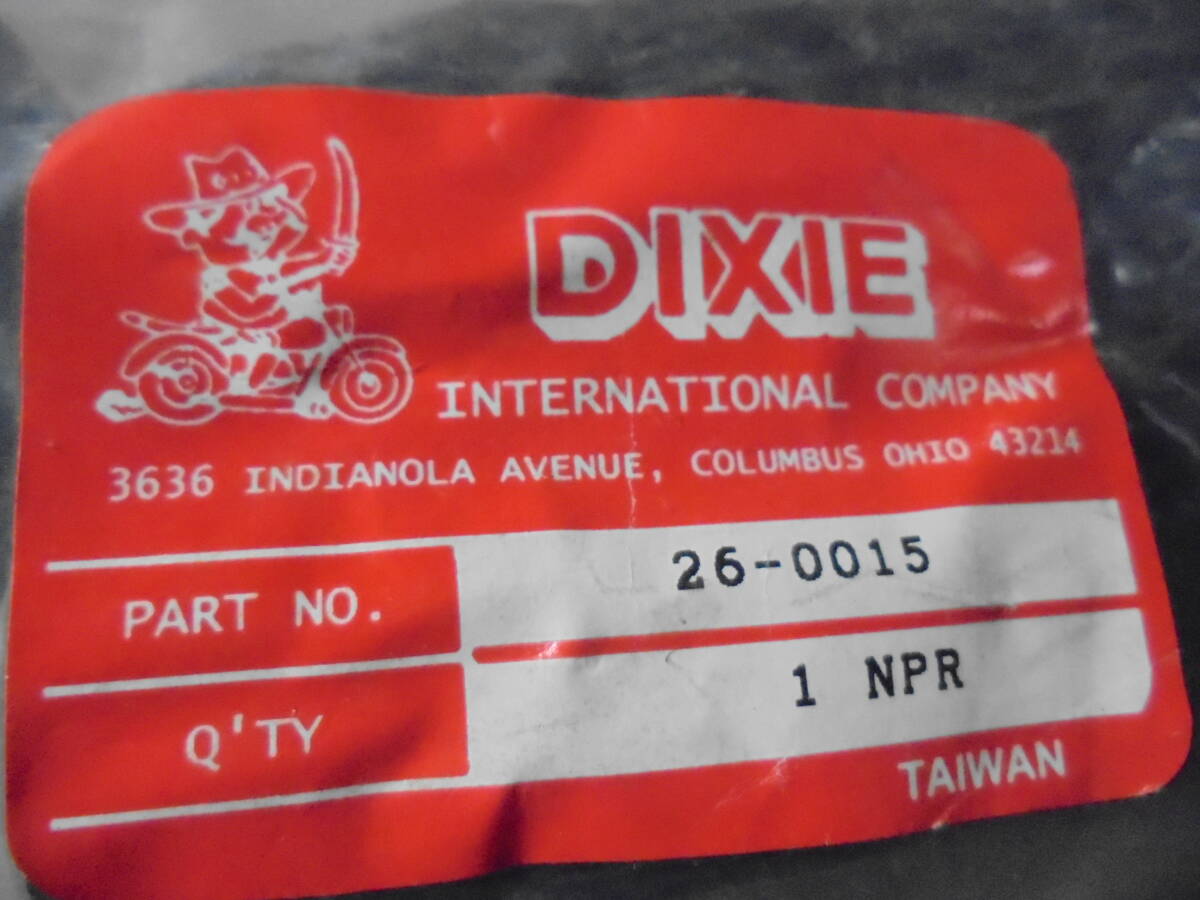 DIXIE
INTERNATIONAL COMPANY
3636 INDIANOLA AVENUE, COLUMBUS OHIO 43214
PART NO. 26-0015
Q'TY 1 NPR
TAIWAN